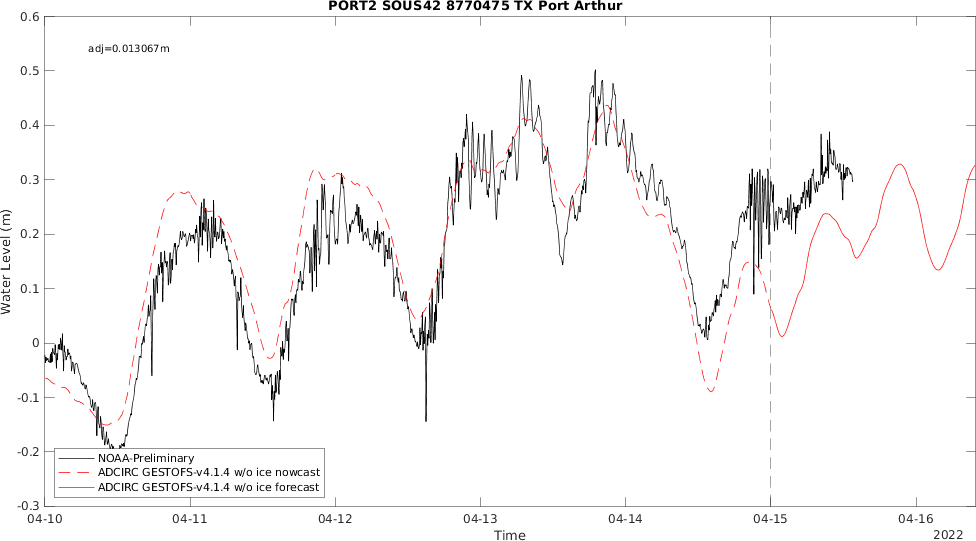 PORT2 SOUS42 8770475 TX Port Arthur
0.6
adj=0.013067m
0.5
0.4
0.3
0.2
0.1
0
-0.1
-0.2
-0.3
Water Level (m)
NOAA-Preliminary
ADCIRC GESTOFS-v4.1.4 w/o ice nowcast
ADCIRC GESTOFS-v4.1.4 w/o ice forecast
04-10 04-11 04-12 04-13 04-14 04-15 04-16
Time
2022